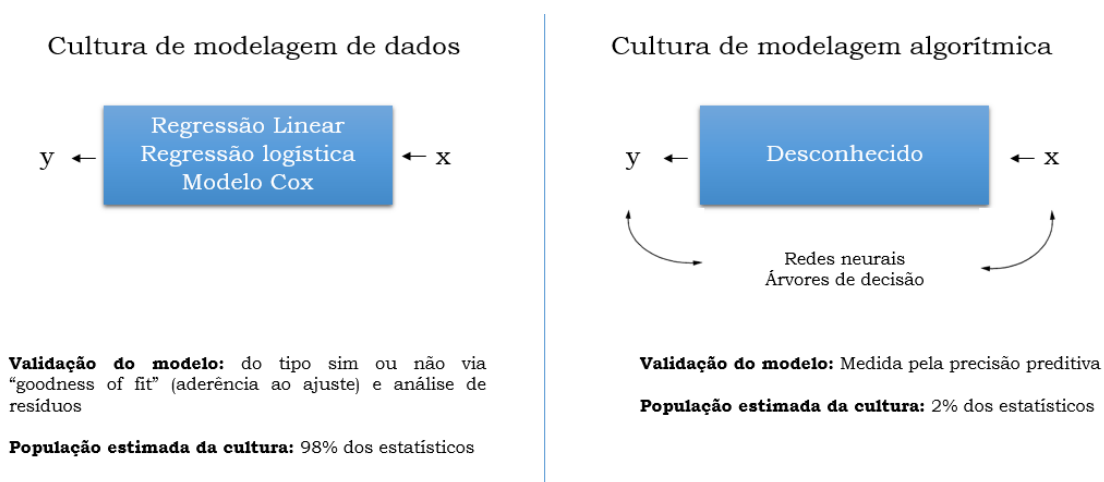 Cultura de modelagem de dados
y
Regressão Linear
Regressão logística
Modelo Cox
x
Validação do modelo: do tipo sim ou não via
“goodness of fit” (aderência ao ajuste) e análise de
resíduos
População estimada da cultura: 98% dos estatísticos
Cultura de modelagem algorítmica
y
Desconhecido
x
Redes neurais
Árvores de decisão
Validação do modelo: Medida pela precisão preditiva
População estimada da cultura: 2% dos estatísticos